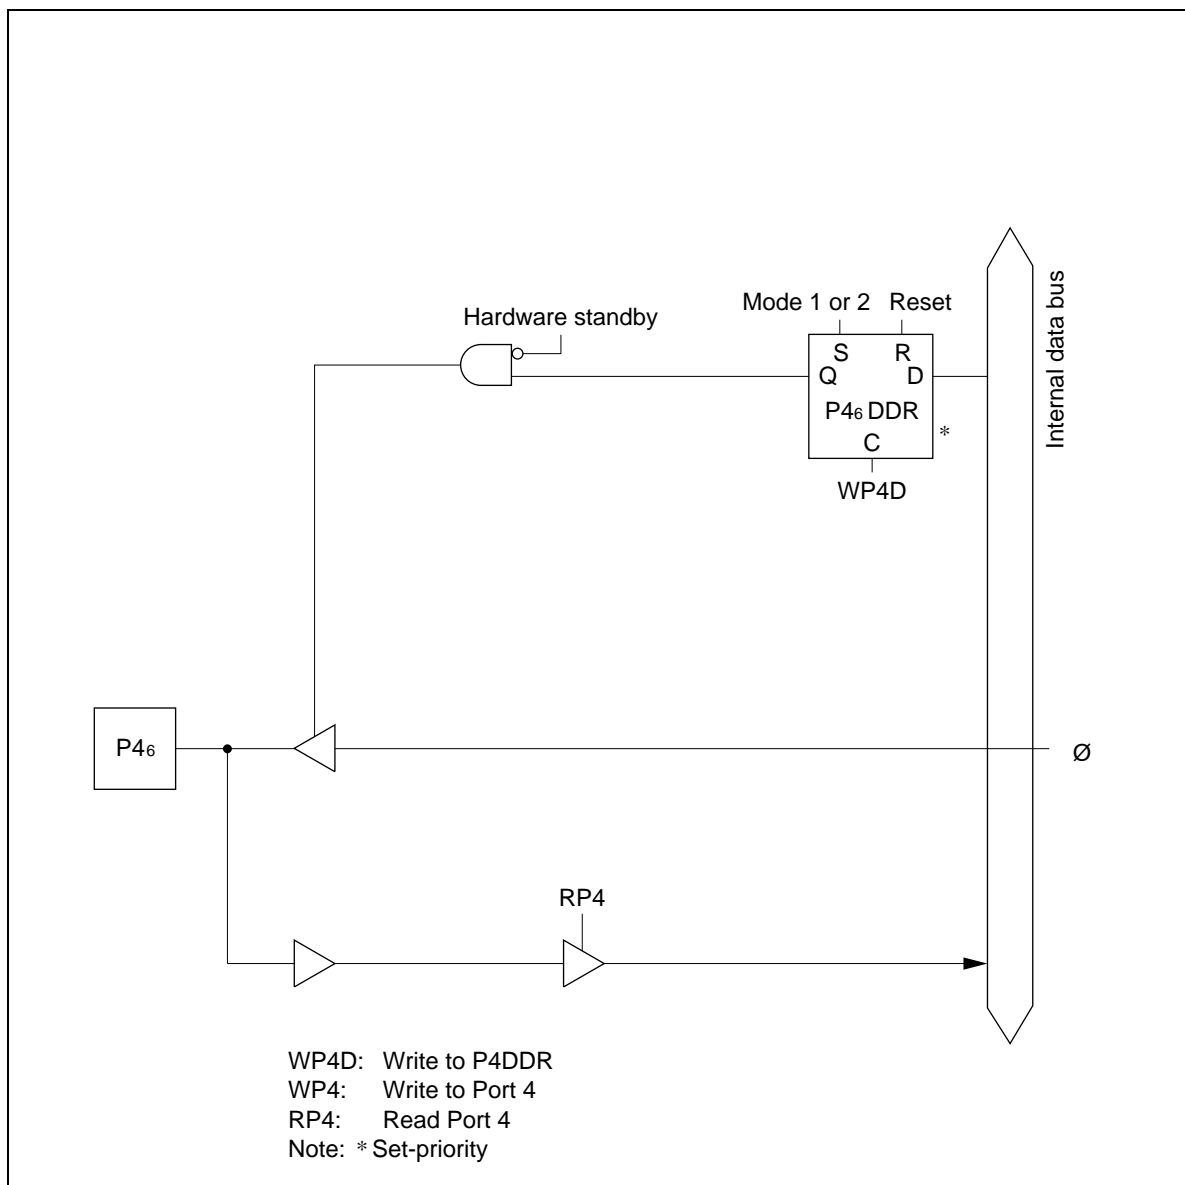 Hardware standby
Mode 1 or 2 Reset
S R
Q D
P46 DDR
*
C
WP4D
Internal data bus
P46
Ø
RP4
WP4D: Write to P4DDR
WP4: Write to Port 4
RP4: Read Port 4
Note: * Set-priority